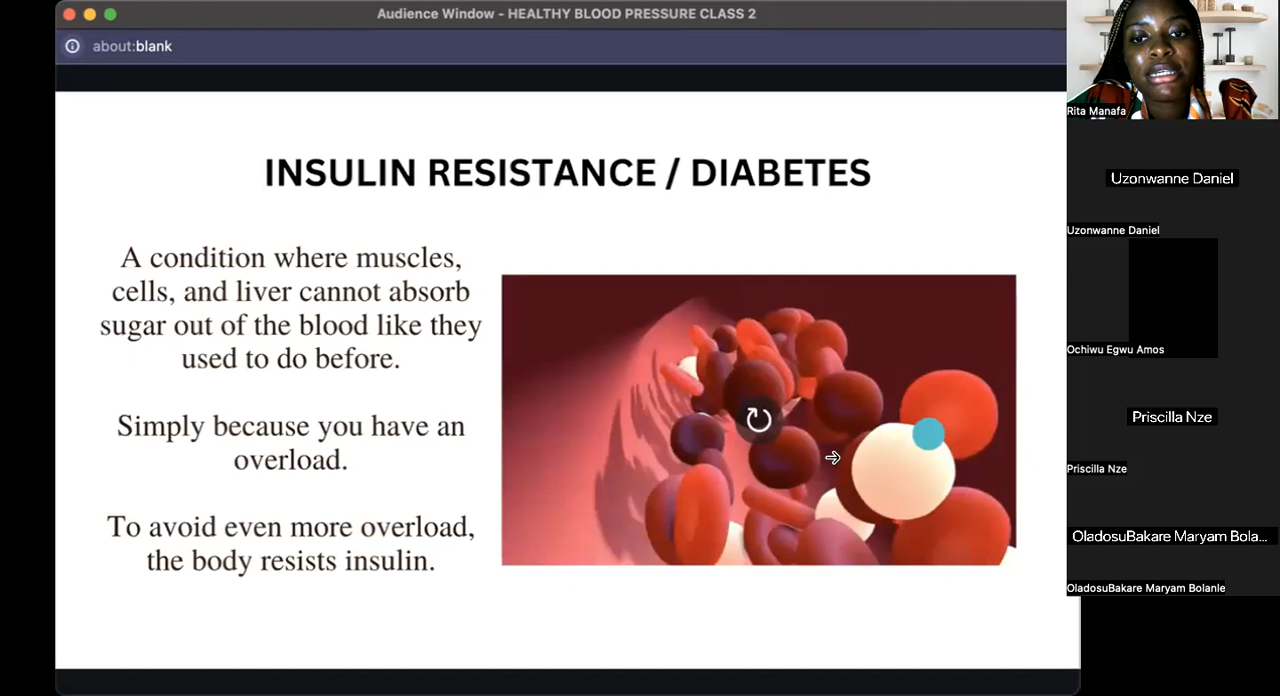 Audience Window - HEALTHY BLOOD PRESSURE CLASS 2
about:blank
INSULIN RESISTANCE / DIABETES
A condition where muscles,
cells, and liver cannot absorb
sugar out of the blood like they
used to do before.
Simply because you have an
overload.
To avoid even more overload,
the body resists insulin.
Rita Manafa
Uzonwanne Daniel
Uzonwanne Daniel
Ochiwu Egwu Amos
Priscilla Nze
Priscilla Nze
OladosuBakare Maryam Bola...
OladosuBakare Maryam Bolanle